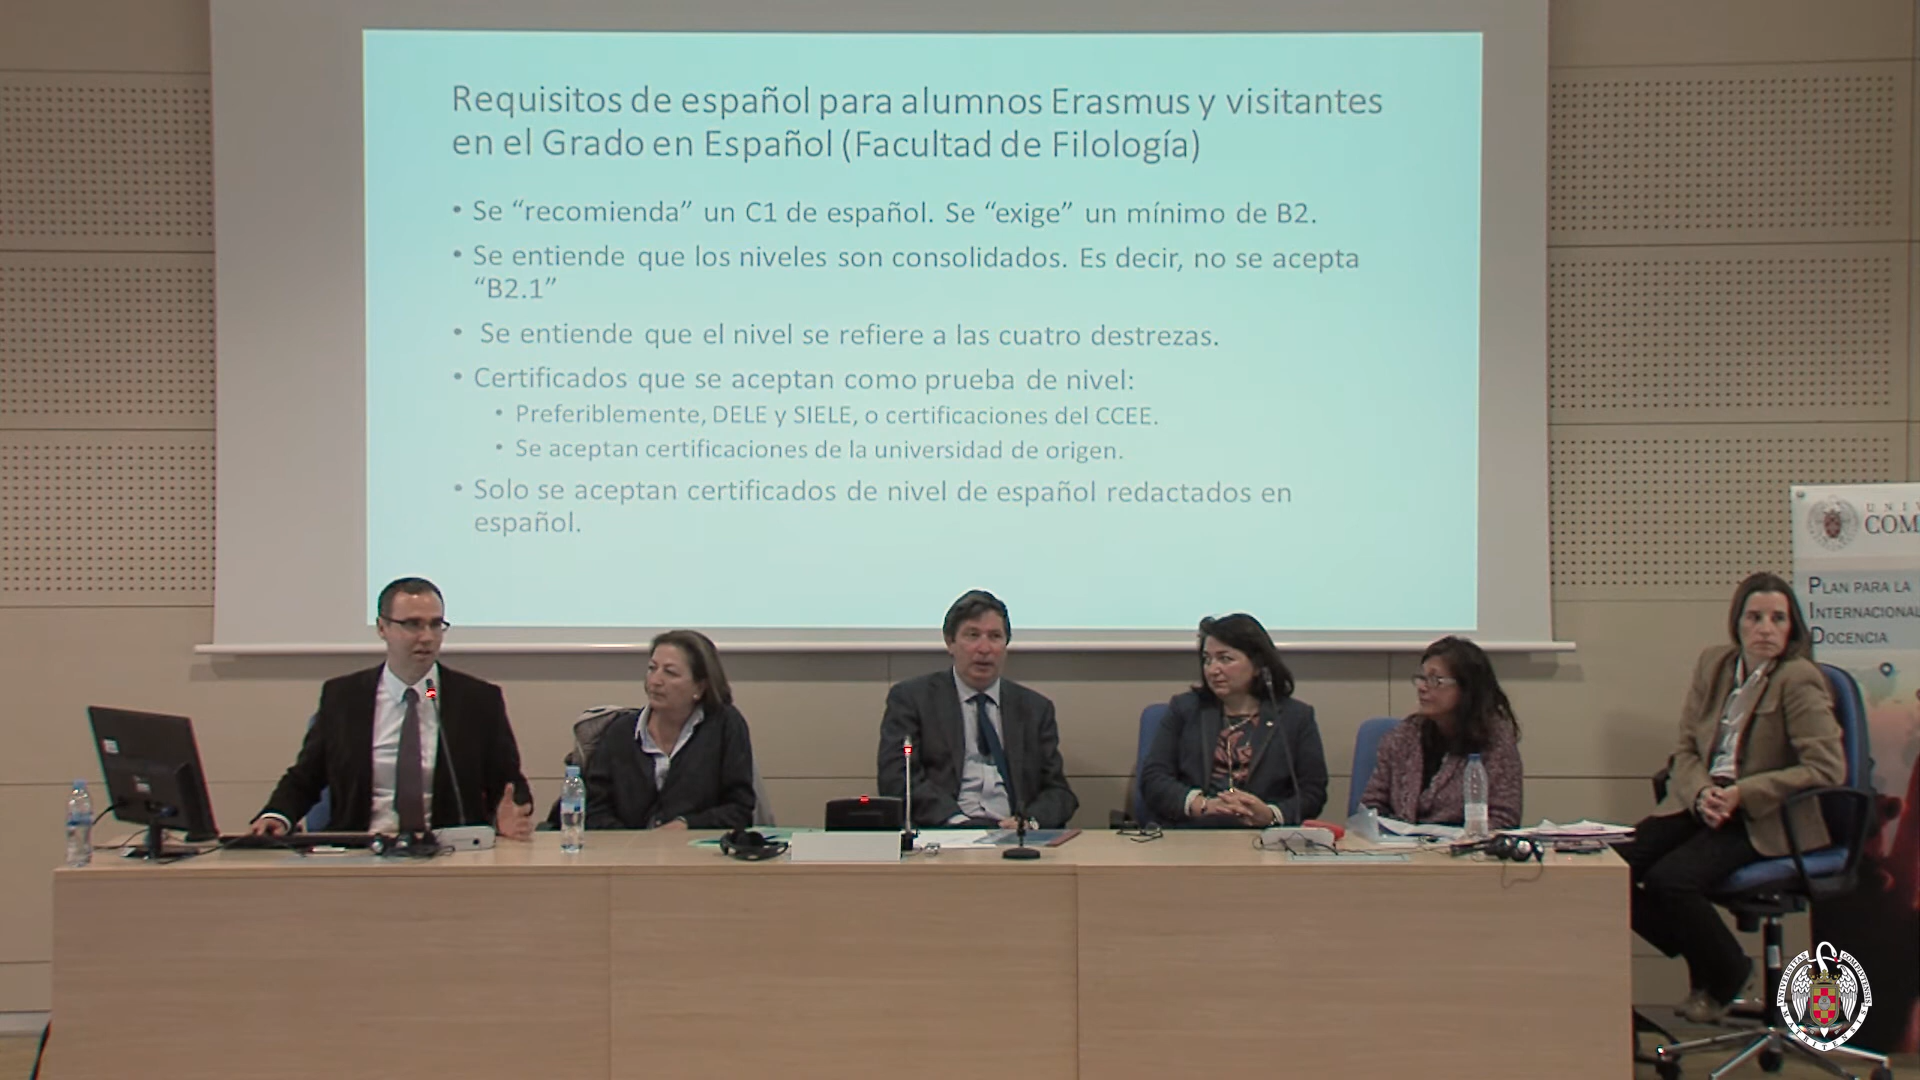 Requisitos de español para alumnos Erasmus y visitantes
en el Grado en Español (Facultad de Filología)
• Se “recomienda” un C1 de español. Se “exige” un mínimo de B2.
• Se entiende que los niveles son consolidados. Es decir, no se acepta
“B2.1”
• Se entiende que el nivel se refiere a las cuatro destrezas.
• Certificados que se aceptan como prueba de nivel:
• Preferiblemente, DELE y SIELE, o certificaciones del CCEE.
• Se aceptan certificaciones de la universidad de origen.
• Solo se aceptan certificados de nivel de español redactados en
español.
UNIV
COM
PLAN PARA LA
INTERNACIONAL
DOCENCIA
UNIVERSITAS COMPLUTENSIS
MATRITENSIS